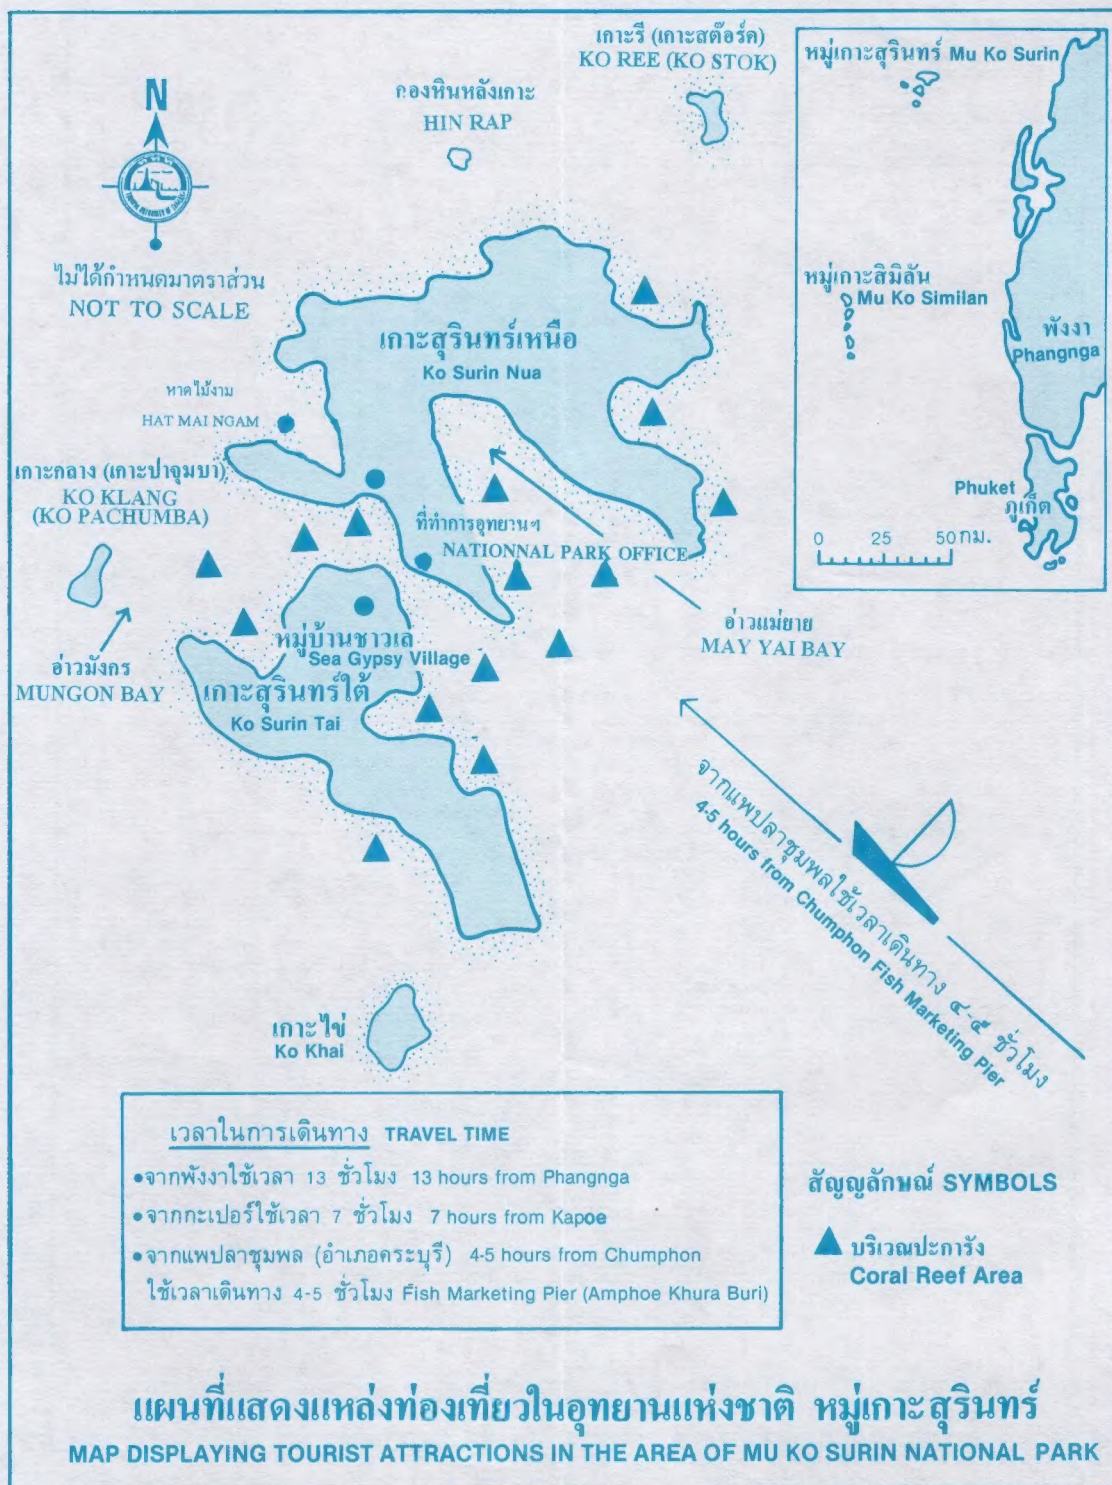 เกาะรี (เกาะสต๊อร์ค)
KO REE (KO STOK)
กองหินหลังเกาะ
HIN RAP
N
ไม่ได้กำหนดมาตราส่วน
NOT TO SCALE
หมู่เกาะสุรินทร์ Mu Ko Surin
หมู่เกาะสิมิลัน
Mu Ko Similan
พังงา
Phangnga
Phuket
ภูเก็ต
0 25 50 กม.
เกาะสุรินทร์เหนือ
Ko Surin Nua
หาดไม้งาม
HAT MAI NGAM
เกาะกลาง (เกาะปาจุมบา)
KO KLANG
(KO PACHUMBA)
ที่ทำการอุทยานฯ
NATIONNAL PARK OFFICE
อ่าวแม่ยาย
MAY YAI BAY
อ่าวมังกร
MUNGON BAY
หมู่บ้านชาวเล
Sea Gypsy Village
เกาะสุรินทร์ใต้
Ko Surin Tai
จากแพปลาชุมพลใช้เวลาเดินทาง ๔-๕ ชั่วโมง
4-5 hours from Chumphon Fish Marketing Pier
เกาะไข่
Ko Khai
เวลาในการเดินทาง TRAVEL TIME
•จากพังงาใช้เวลา 13 ชั่วโมง 13 hours from Phangnga
•จากกะเปอร์ใช้เวลา 7 ชั่วโมง 7 hours from Kapoe
•จากแพปลาชุมพล (อำเภอคระบุรี) 4-5 hours from Chumphon
ใช้เวลาเดินทาง 4-5 ชั่วโมง Fish Marketing Pier (Amphoe Khura Buri)
สัญญลักษณ์ SYMBOLS
บริเวณปะการัง
Coral Reef Area
แผนที่แสดงแหล่งท่องเที่ยวในอุทยานแห่งชาติ หมู่เกาะสุรินทร์
MAP DISPLAYING TOURIST ATTRACTIONS IN THE AREA OF MU KO SURIN NATIONAL PARK